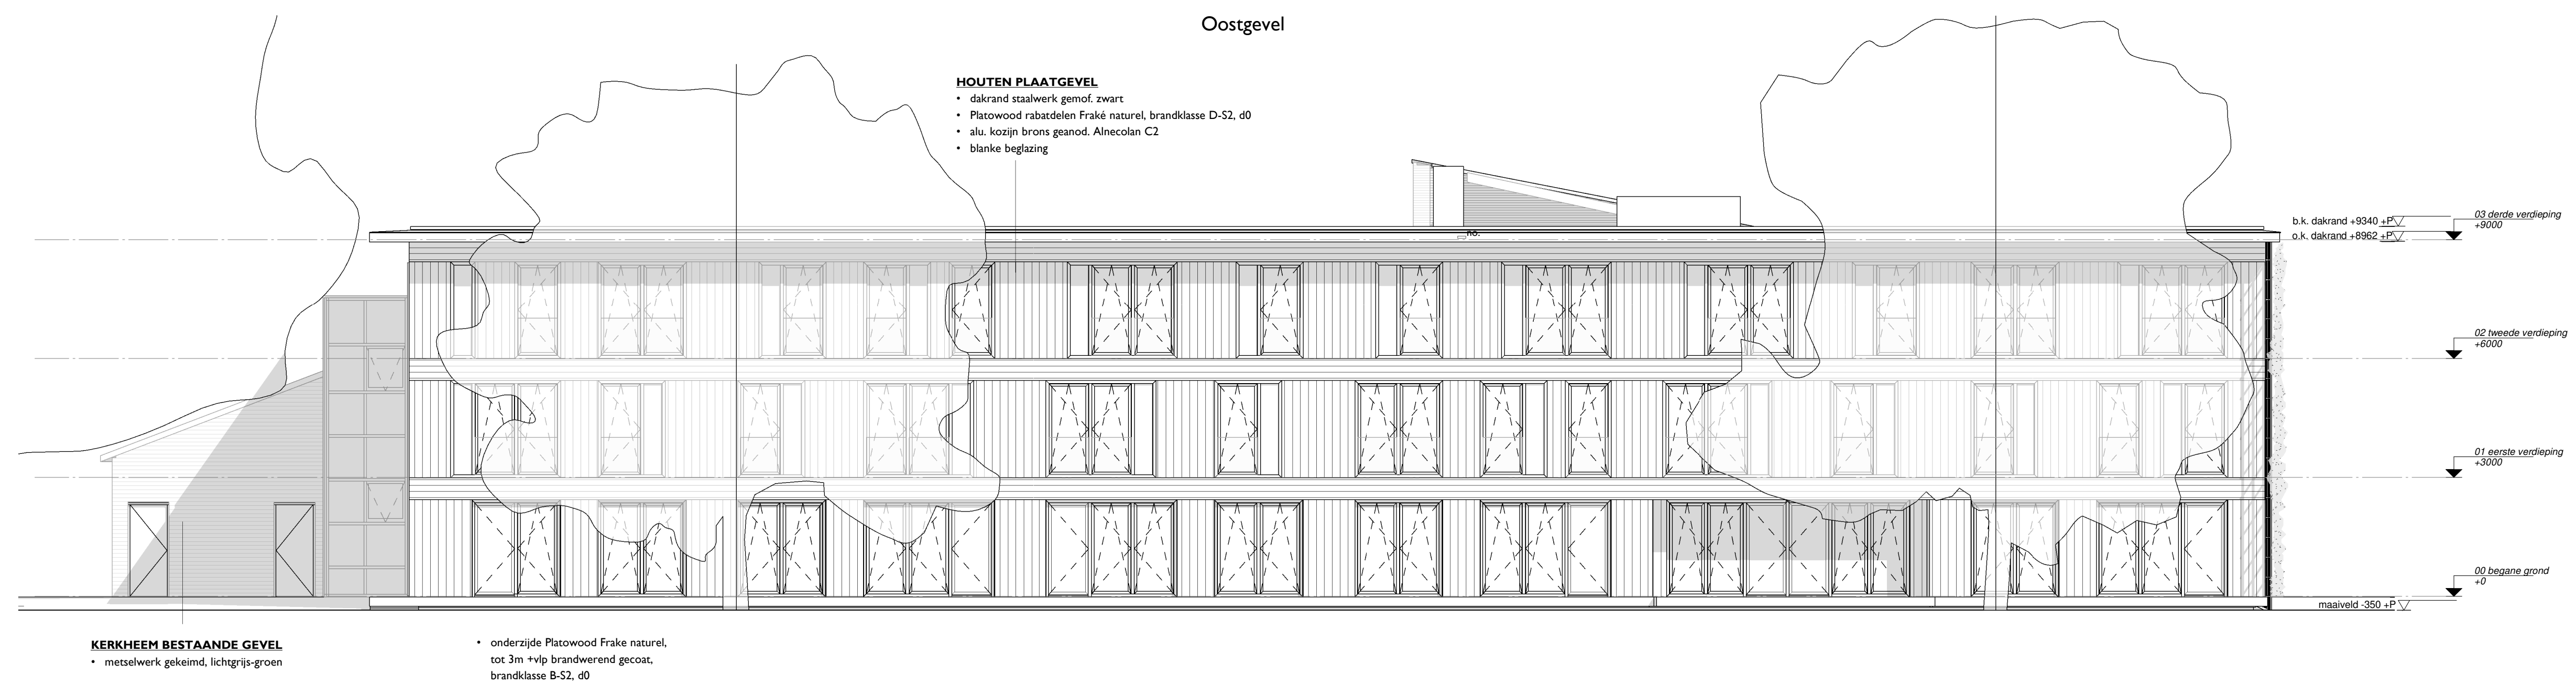 Oostgevel
HOUTEN PLAATGEVEL
• dakrand staalwerk gemof. zwart
• Platowood rabatdelen Fraké naturel, brandklasse D-S2, d0
• alu. kozijn brons geanod. Alnecolan C2
• blanke beglazing
no.
b.k. dakrand +9340 +P
o.k. dakrand +8962 +P
03 derde verdieping
+9000
02 tweede verdieping
+6000
01 eerste verdieping
+3000
00 begane grond
+0
maaiveld -350 +P
KERKHEEM BESTAANDE GEVEL
• metselwerk gekeimd, lichtgrijs-groen
• onderzijde Platowood Frake naturel,
tot 3m +vlp brandwerend gecoat,
brandklasse B-S2, d0